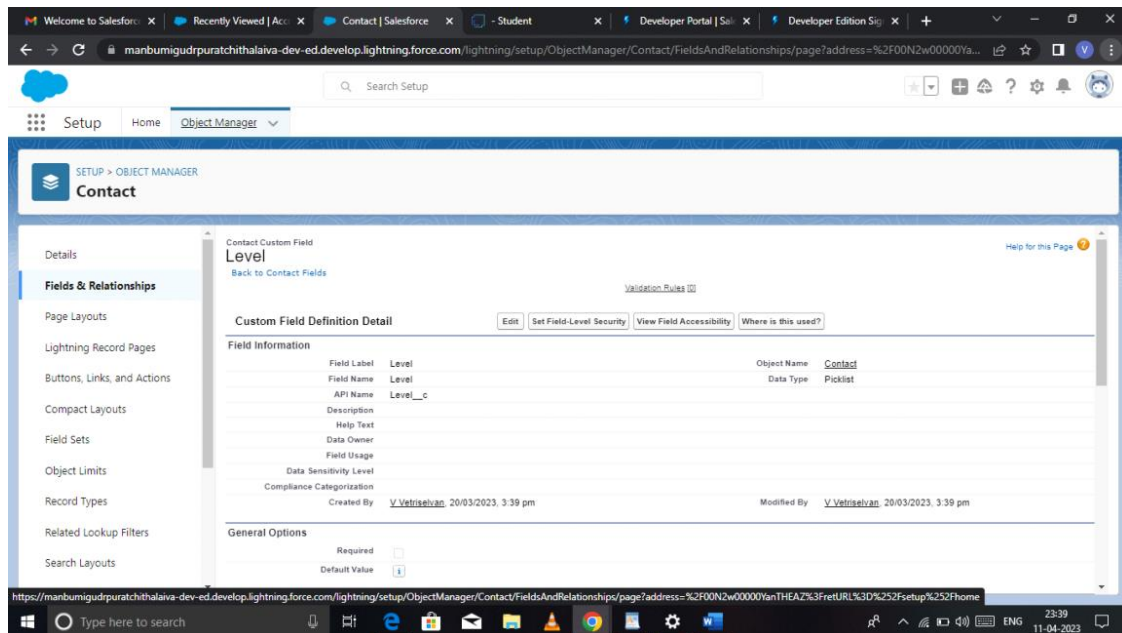 Welcome to Salesforc
Recently Viewed | Acc
Contact | Salesforce
- Student
Developer Portal | Sal
Developer Edition Sig
manbumigudrpuratchithalaiva-dev-ed.develop.lightning.force.com/lightning/setup/ObjectManager/Contact/FieldsAndRelationships/page?address=%2F00N2w00000Ya...
V
Search Setup
Setup
Home
Object Manager
SETUP > OBJECT MANAGER
Contact
Details
Fields & Relationships
Page Layouts
Lightning Record Pages
Buttons, Links, and Actions
Compact Layouts
Field Sets
Object Limits
Record Types
Related Lookup Filters
Search Layouts
Contact Custom Field
Level
Back to Contact Fields
Help for this Page
Validation Rules [0]
Custom Field Definition Detail
Edit Set Field-Level Security View Field Accessibility Where is this used?
Field Information
Field Label Level Object Name Contact
Field Name Level Data Type Picklist
API Name Level__c
Description
Help Text
Data Owner
Field Usage
Data Sensitivity Level
Compliance Categorization
Created By V Vetriselvan, 20/03/2023, 3:39 pm Modified By V Vetriselvan, 20/03/2023, 3:39 pm
General Options
Required
Default Value
https://manbumigudrpuratchithalaiva-dev-ed.develop.lightning.force.com/lightning/setup/ObjectManager/Contact/FieldsAndRelationships/page?address=%2F00N2w00000YanTHEAZ%3FretURL%3D%252Fsetup%252Fhome
Type here to search
ENG
23:39
11-04-2023